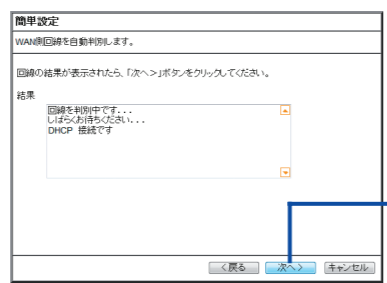 簡単設定
WAN側回線を自動判別します。
回線の結果が表示されたら、「次へ>」ボタンをクリックしてください。
結果
回線を判別中です...
しばらくお待ちください...
DHCP 接続です
<戻る 次へ> キャンセル